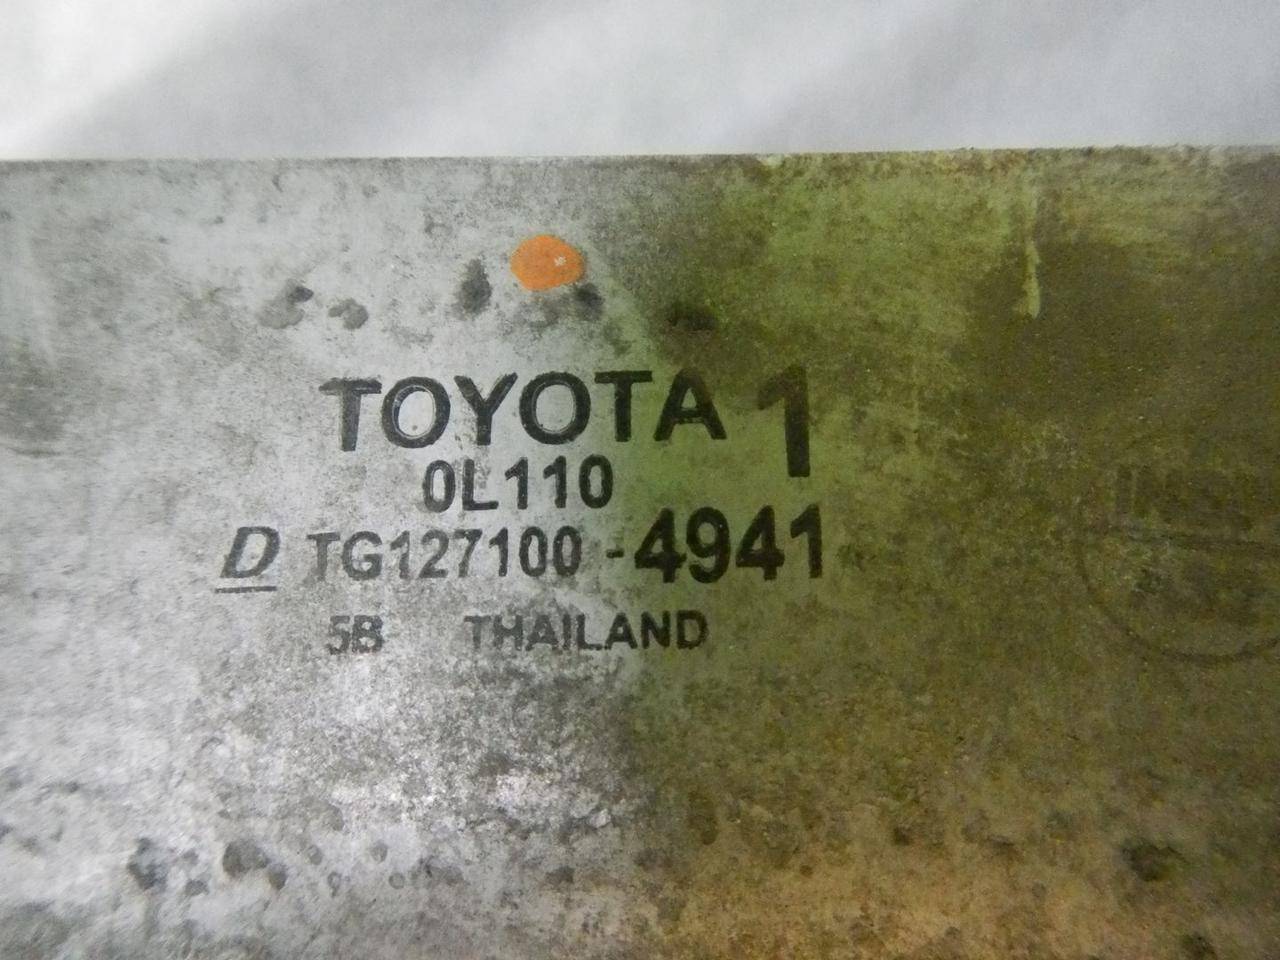 TOYOTA 1
0L110
D TG127100-4941
5B THAILAND